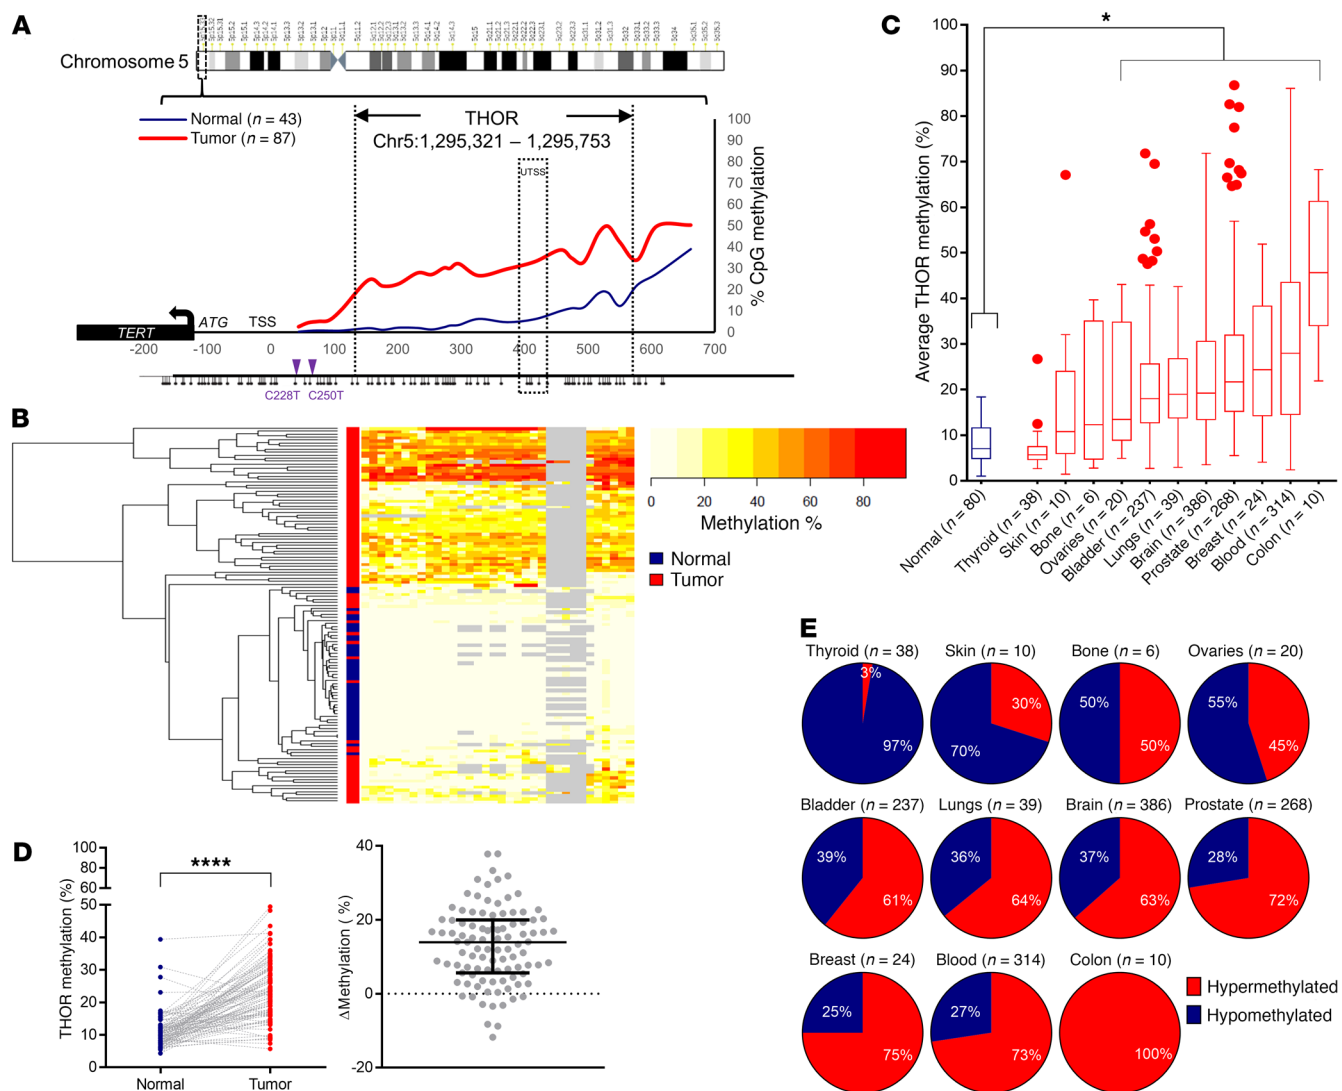 A
Chromosome 5
Normal (n = 43)
Tumor (n = 87)
THOR
Chr5:1,295,321 – 1,295,753
UTSS
100
90
80
70
60
50
40
30
20
10
0
% CpG methylation
TERT
ATG
TSS
-200 -100 0 100 200 300 400 500 600 700
C228T C250T
B
0 20 40 60 80
Methylation %
Normal
Tumor
C
*
100
90
80
70
60
50
40
30
20
10
0
Average THOR methylation (%)
Normal (n = 80)
Thyroid (n = 38)
Skin (n = 10)
Bone (n = 6)
Ovaries (n = 20)
Bladder (n = 237)
Lungs (n = 39)
Brain (n = 386)
Prostate (n = 268)
Breast (n = 24)
Blood (n = 314)
Colon (n = 10)
D
****
100
80
60
50
40
30
20
10
0
THOR methylation (%)
Normal Tumor
40
20
0
-20
ΔMethylation (%)
E
Thyroid (n = 38) Skin (n = 10) Bone (n = 6) Ovaries (n = 20)
3% 97% 30% 70% 50% 50% 55% 45%
Bladder (n = 237) Lungs (n = 39) Brain (n = 386) Prostate (n = 268)
39% 61% 36% 64% 37% 63% 28% 72%
Breast (n = 24) Blood (n = 314) Colon (n = 10)
25% 75% 27% 73% 100%
Hypermethylated
Hypomethylated